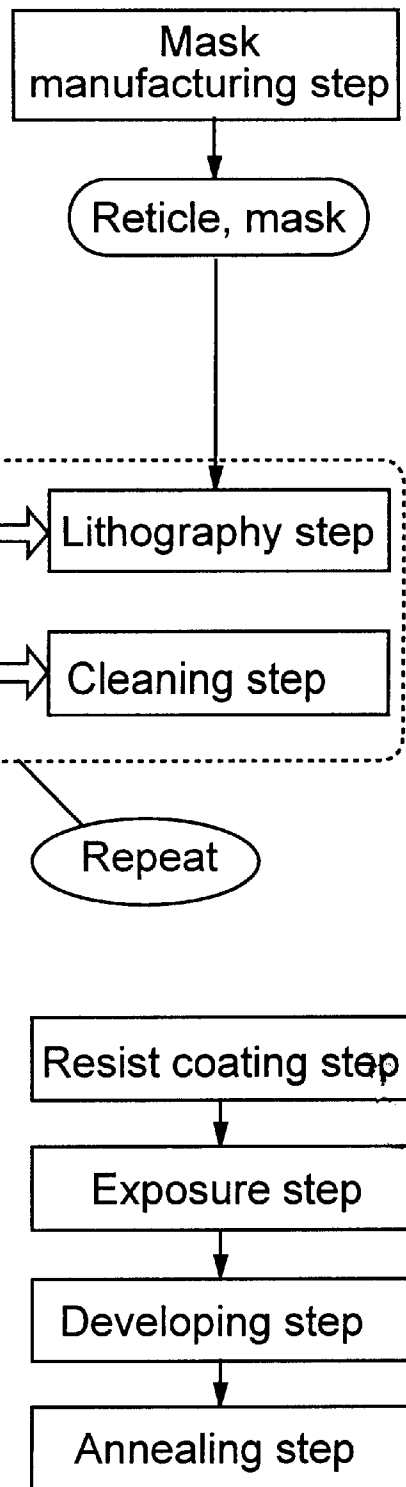 Mask
manufacturing step
Reticle, mask
Lithography step
Cleaning step
Repeat
Resist coating step
Exposure step
Developing step
Annealing step